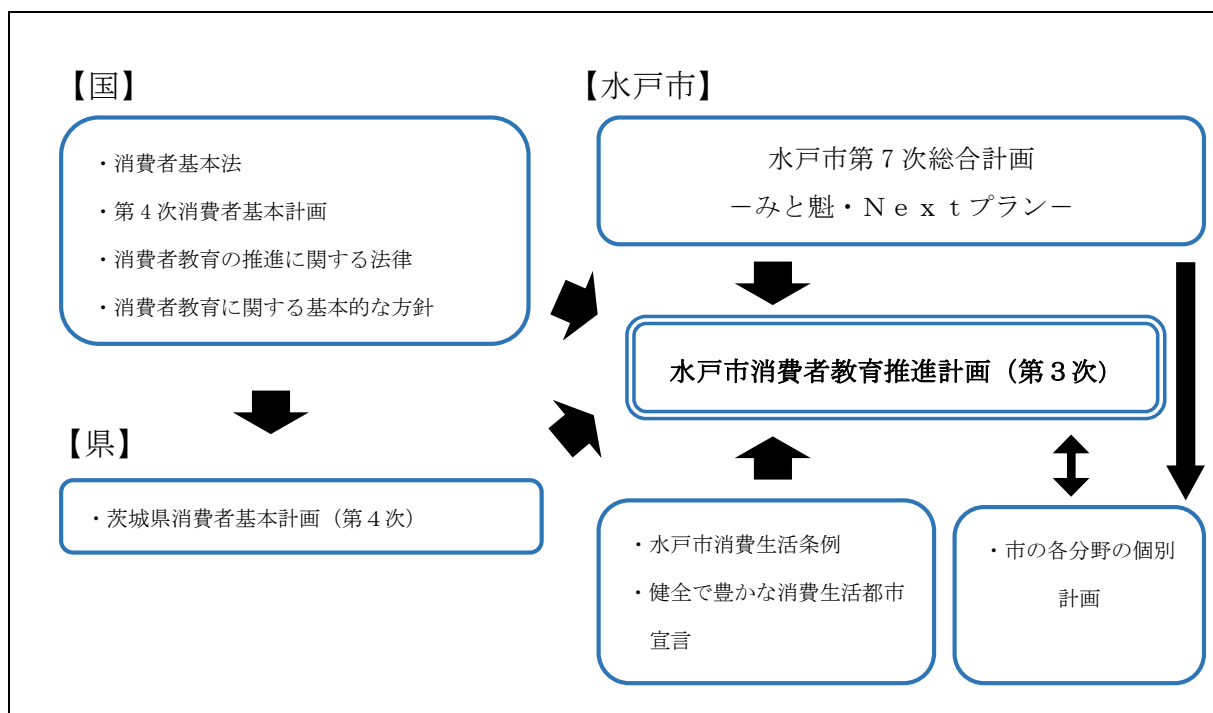 【国】
・消費者基本法
・第４次消費者基本計画
・消費者教育の推進に関する法律
・消費者教育に関する基本的な方針
【県】
・茨城県消費者基本計画（第４次）
【水戸市】
水戸市第７次総合計画
－みと魁・Ｎｅｘｔプラン－
水戸市消費者教育推進計画（第３次）
・水戸市消費生活条例
・健全で豊かな消費生活都市
宣言
・市の各分野の個別
計画